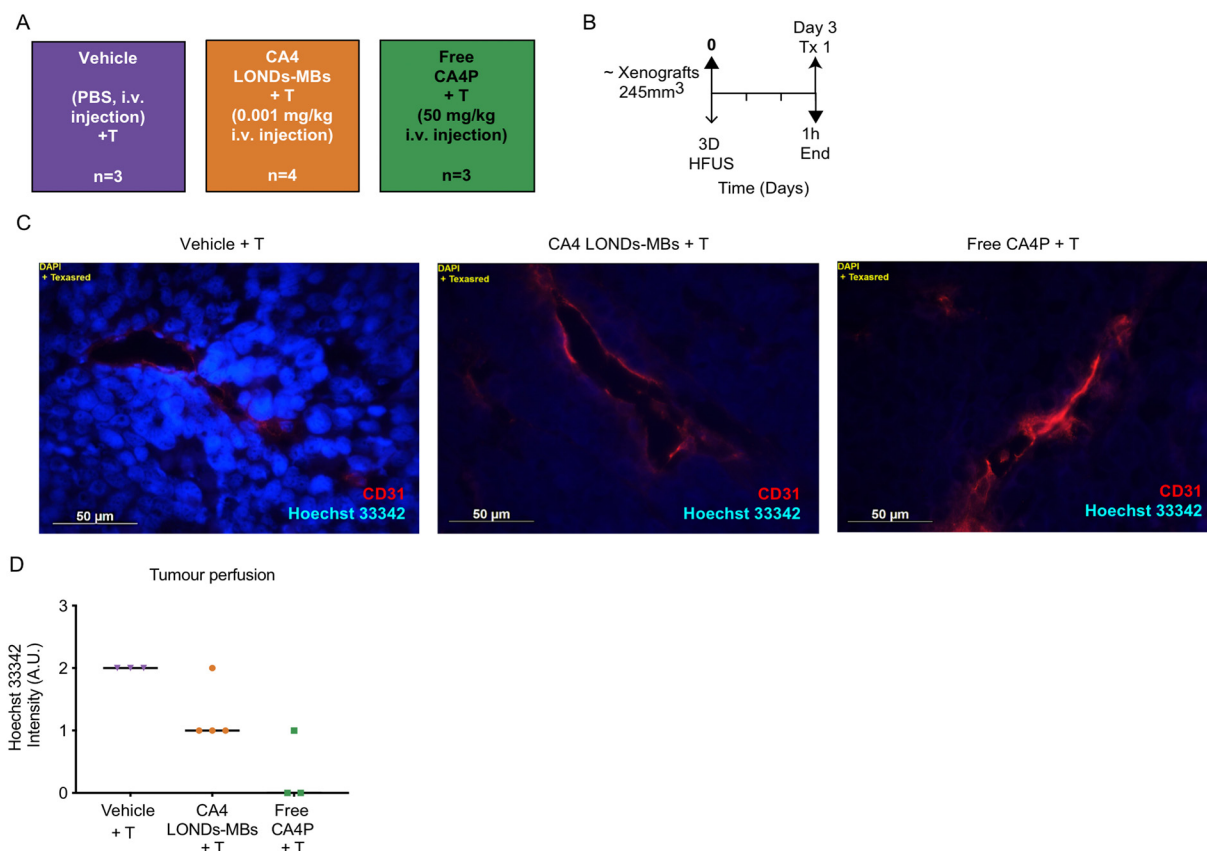 A
Vehicle
(PBS, i.v.
injection)
+T
n=3
CA4
LONDs-MBs
+ T
(0.001 mg/kg
i.v. injection)
n=4
Free
CA4P
+ T
(50 mg/kg
i.v. injection)
n=3
B
0
Day 3
Tx 1
~ Xenografts
245mm3
3D
HFUS
1h
End
Time (Days)
C
Vehicle + T
DAPI
+ Texasred
CD31
Hoechst 33342
50 µm
CA4 LONDs-MBs + T
DAPI
+ Texasred
CD31
Hoechst 33342
50 µm
Free CA4P + T
DAPI
+ Texasred
CD31
Hoechst 33342
50 µm
D
Tumour perfusion
Hoechst 33342
Intensity (A.U.)
3
2
1
0
Vehicle
+ T
CA4
LONDs-MBs
+ T
Free
CA4P
+ T